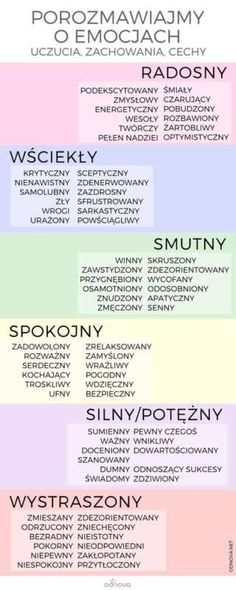 POROZMAWIAJMY
O EMOCJACH
UCZUCIA, ZACHOWANIA, CECHY
RADOSNY
PODEKSCYTOWANY ŚMIAŁY
ZMYSŁOWY CZARUJĄCY
ENERGETYCZNY POBUDZONY
WESOŁY ROZBAWIONY
TWÓRCZY ŻARTOBLIWY
PEŁEN NADZIEI OPTYMISTYCZNY
WŚCIEKŁY
KRYTYCZNY SCEPTYCZNY
NIENAWISTNY ZDENERWOWANY
SAMOLUBNY ZAZDROSNY
ZŁY SFRUSTROWANY
WROGI SARKASTYCZNY
URAŻONY POWŚCIĄGLIWY
SMUTNY
WINNY SKRUSZONY
ZAWSTYDZONY ZDEZORIENTOWANY
PRZYGNĘBIONY WYCOFANY
OSAMOTNIONY ODOSOBNIONY
ZNUDZONY APATYCZNY
ZMĘCZONY SENNY
SPOKOJNY
ZADOWOLONY ZRELAKSOWANY
ROZWAŻNY ZAMYŚLONY
SERDECZNY WRAŻLIWY
KOCHAJĄCY POGODNY
TROSKLIWY WDZIĘCZNY
UFNY BEZPIECZNY
SILNY/POTĘŻNY
SUMIENNY PEWNY CZEGOŚ
WAŻNY WNIKLIWY
DOCENIONY DOWARTOŚCIOWANY
SZANOWANY
DUMNY ODNOSZĄCY SUKCESY
ŚWIADOMY ZDZIWIONY
WYSTRASZONY
ZMIESZANY ZDEZORIENTOWANY
ODRZUCONY ZNIECHĘCONY
BEZRADNY NIEISTOTNY
POKORNY NIEODPOWIEDNI
NIEPEWNY ZAKŁOPOTANY
NIESPOKOJNY PRZYTŁOCZONY
ODNOVA.NET
odnova